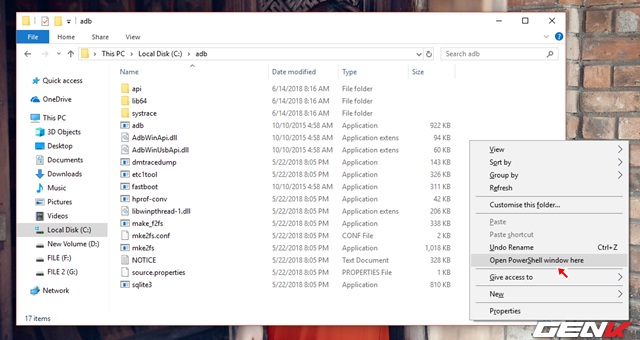 adb
File
Home
Share
View
This PC
Local Disk (C:)
adb
Search adb
Name
Date modified
Type
Size
Quick access
OneDrive
This PC
3D Objects
Desktop
Documents
Downloads
Music
Pictures
Videos
Local Disk (C:)
New Volume (D:)
FILE (F:)
FILE 2 (G:)
Network
api 6/14/2018 8:16 AM File folder
lib64 6/14/2018 8:16 AM File folder
systrace 6/14/2018 8:16 AM File folder
adb 10/10/2015 4:58 AM Application 922 KB
AdbWinApi.dll 10/10/2015 4:58 AM Application extens 94 KB
AdbWinUsbApi.dll 10/10/2015 4:58 AM Application extens 60 KB
dmtracedump 5/22/2018 8:05 PM Application 143 KB
etc1tool 5/22/2018 8:05 PM Application 326 KB
fastboot 10/10/2015 4:58 AM Application 311 KB
hprof-conv 5/22/2018 8:05 PM Application 42 KB
libwinpthread-1.dll 5/22/2018 8:05 PM Application extens 206 KB
make_f2fs 5/22/2018 8:05 PM Application 338 KB
mke2fs.conf 5/22/2018 8:05 PM CONF File 2 KB
mke2fs 5/22/2018 8:05 PM Application 1,018 KB
NOTICE 5/22/2018 8:05 PM Text Document 328 KB
source.properties 5/22/2018 8:05 PM PROPERTIES File 2 KB
sqlite3 5/22/2018 8:05 PM Application 810 KB
17 items
View
Sort by
Group by
Refresh
Customise this folder...
Paste
Paste shortcut
Undo Rename Ctrl+Z
Open PowerShell window here
Give access to
New
Properties
GENK